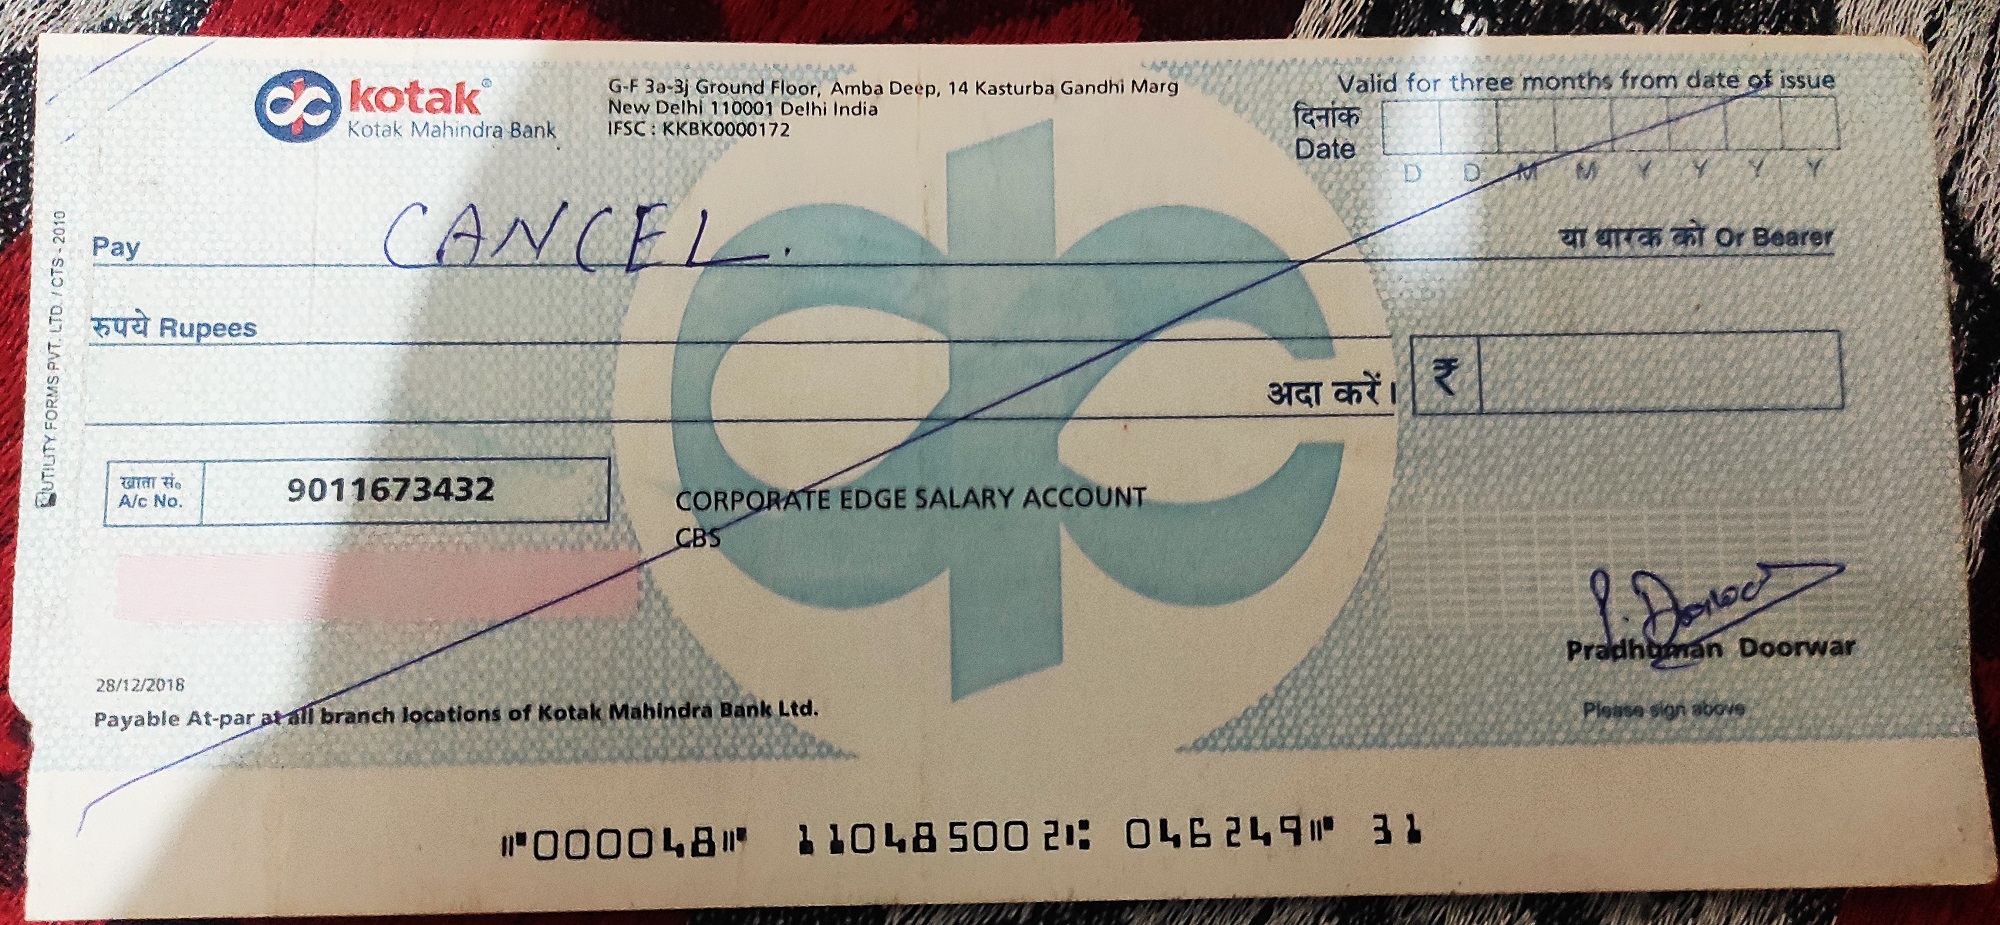 kotak®
Kotak Mahindra Bank
G-F 3a-3j Ground Floor, Amba Deep, 14 Kasturba Gandhi Marg
New Delhi 110001 Delhi India
IFSC : KKBK0000172
Valid for three months from date of issue
दिनांक
Date
D D M M Y Y Y Y
Pay CANCEL. या धारक को Or Bearer
रुपये Rupees
अदा करें। ₹
खाता सं०
A/c No. 9011673432
CORPORATE EDGE SALARY ACCOUNT
CBS
P. Doorwar
Pradhuman Doorwar
Please sign above
28/12/2018
Payable At-par at all branch locations of Kotak Mahindra Bank Ltd.
UTILITY FORMS PVT. LTD. / CTS - 2010
⑈000048⑈ 110485002⑆ 046249⑈ 31